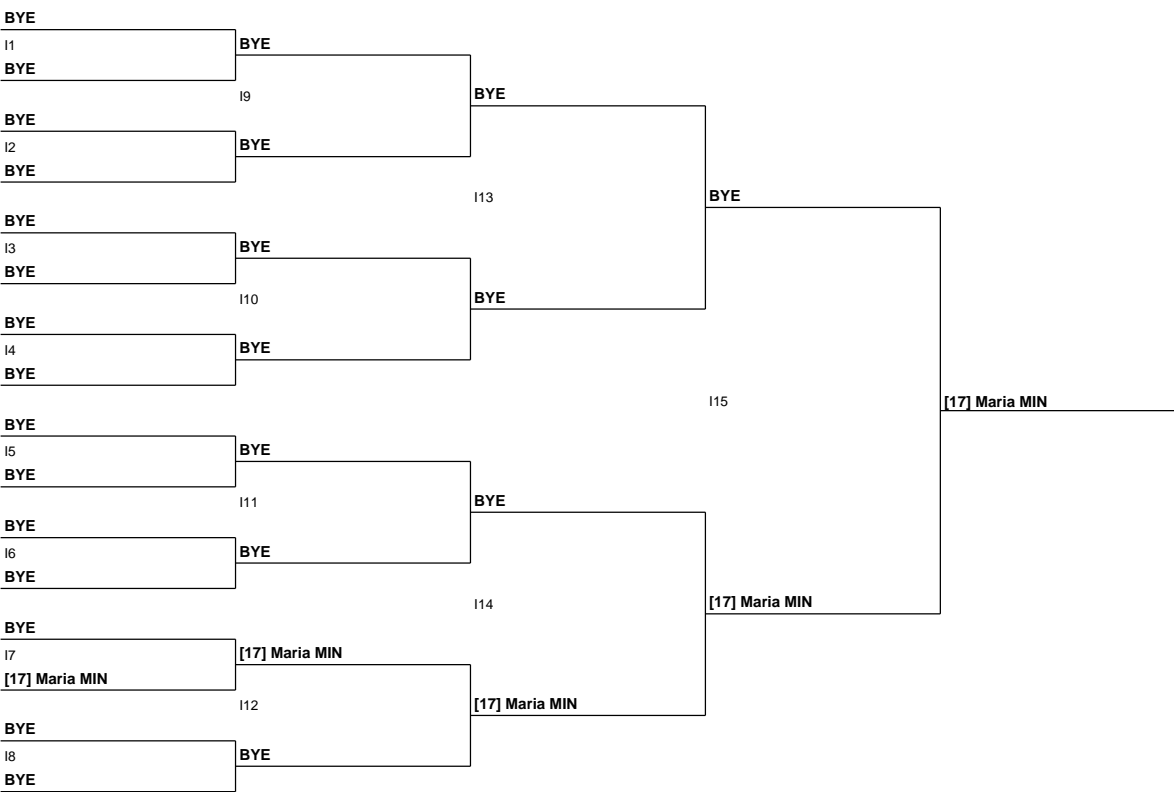 BYE
I1
BYE
BYE
I9
BYE
I2
BYE
BYE
BYE
I13
BYE
I3
BYE
BYE
I10
BYE
I4
BYE
BYE
BYE
BYE
I15
[17] Maria MIN
BYE
I5
BYE
BYE
I11
BYE
I6
BYE
BYE
BYE
I14
[17] Maria MIN
BYE
I7
[17] Maria MIN
[17] Maria MIN
I12
BYE
I8
BYE
BYE
[17] Maria MIN